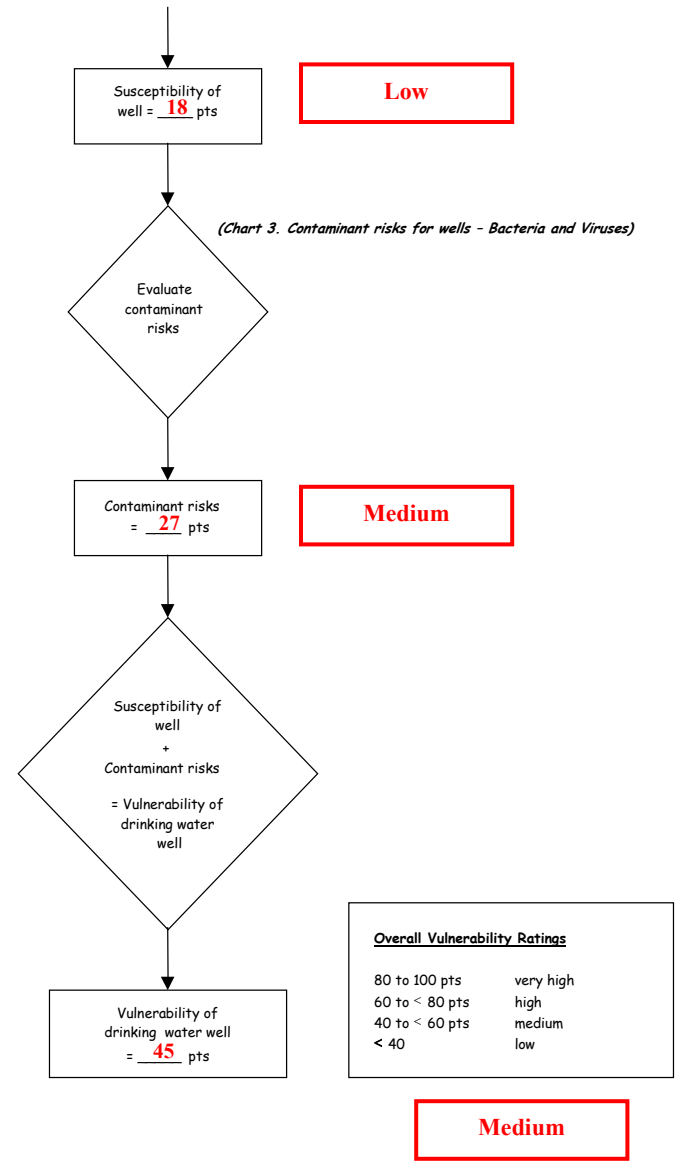 Susceptibility of
well = 18 pts
Low
(Chart 3. Contaminant risks for wells – Bacteria and Viruses)
Evaluate
contaminant
risks
Contaminant risks
= 27 pts
Medium
Susceptibility of
well
+
Contaminant risks
= Vulnerability of
drinking water
well
Vulnerability of
drinking water well
= 45 pts
Overall Vulnerability Ratings
80 to 100 pts very high
60 to < 80 pts high
40 to < 60 pts medium
< 40 low
Medium